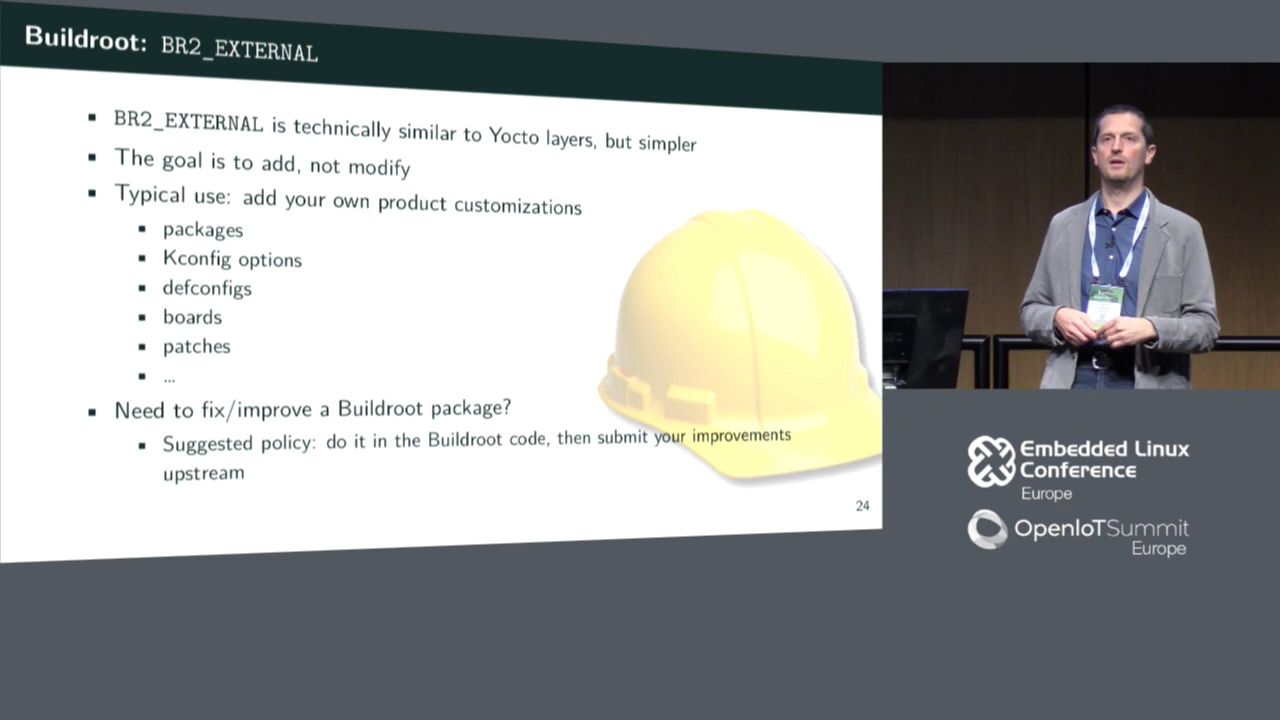 Buildroot: BR2_EXTERNAL
BR2_EXTERNAL is technically similar to Yocto layers, but simpler
The goal is to add, not modify
Typical use: add your own product customizations
packages
Kconfig options
defconfigs
boards
patches
...
Need to fix/improve a Buildroot package?
Suggested policy: do it in the Buildroot code, then submit your improvements
upstream
24
Embedded Linux
Conference
Europe
OpenIoTSummit
Europe